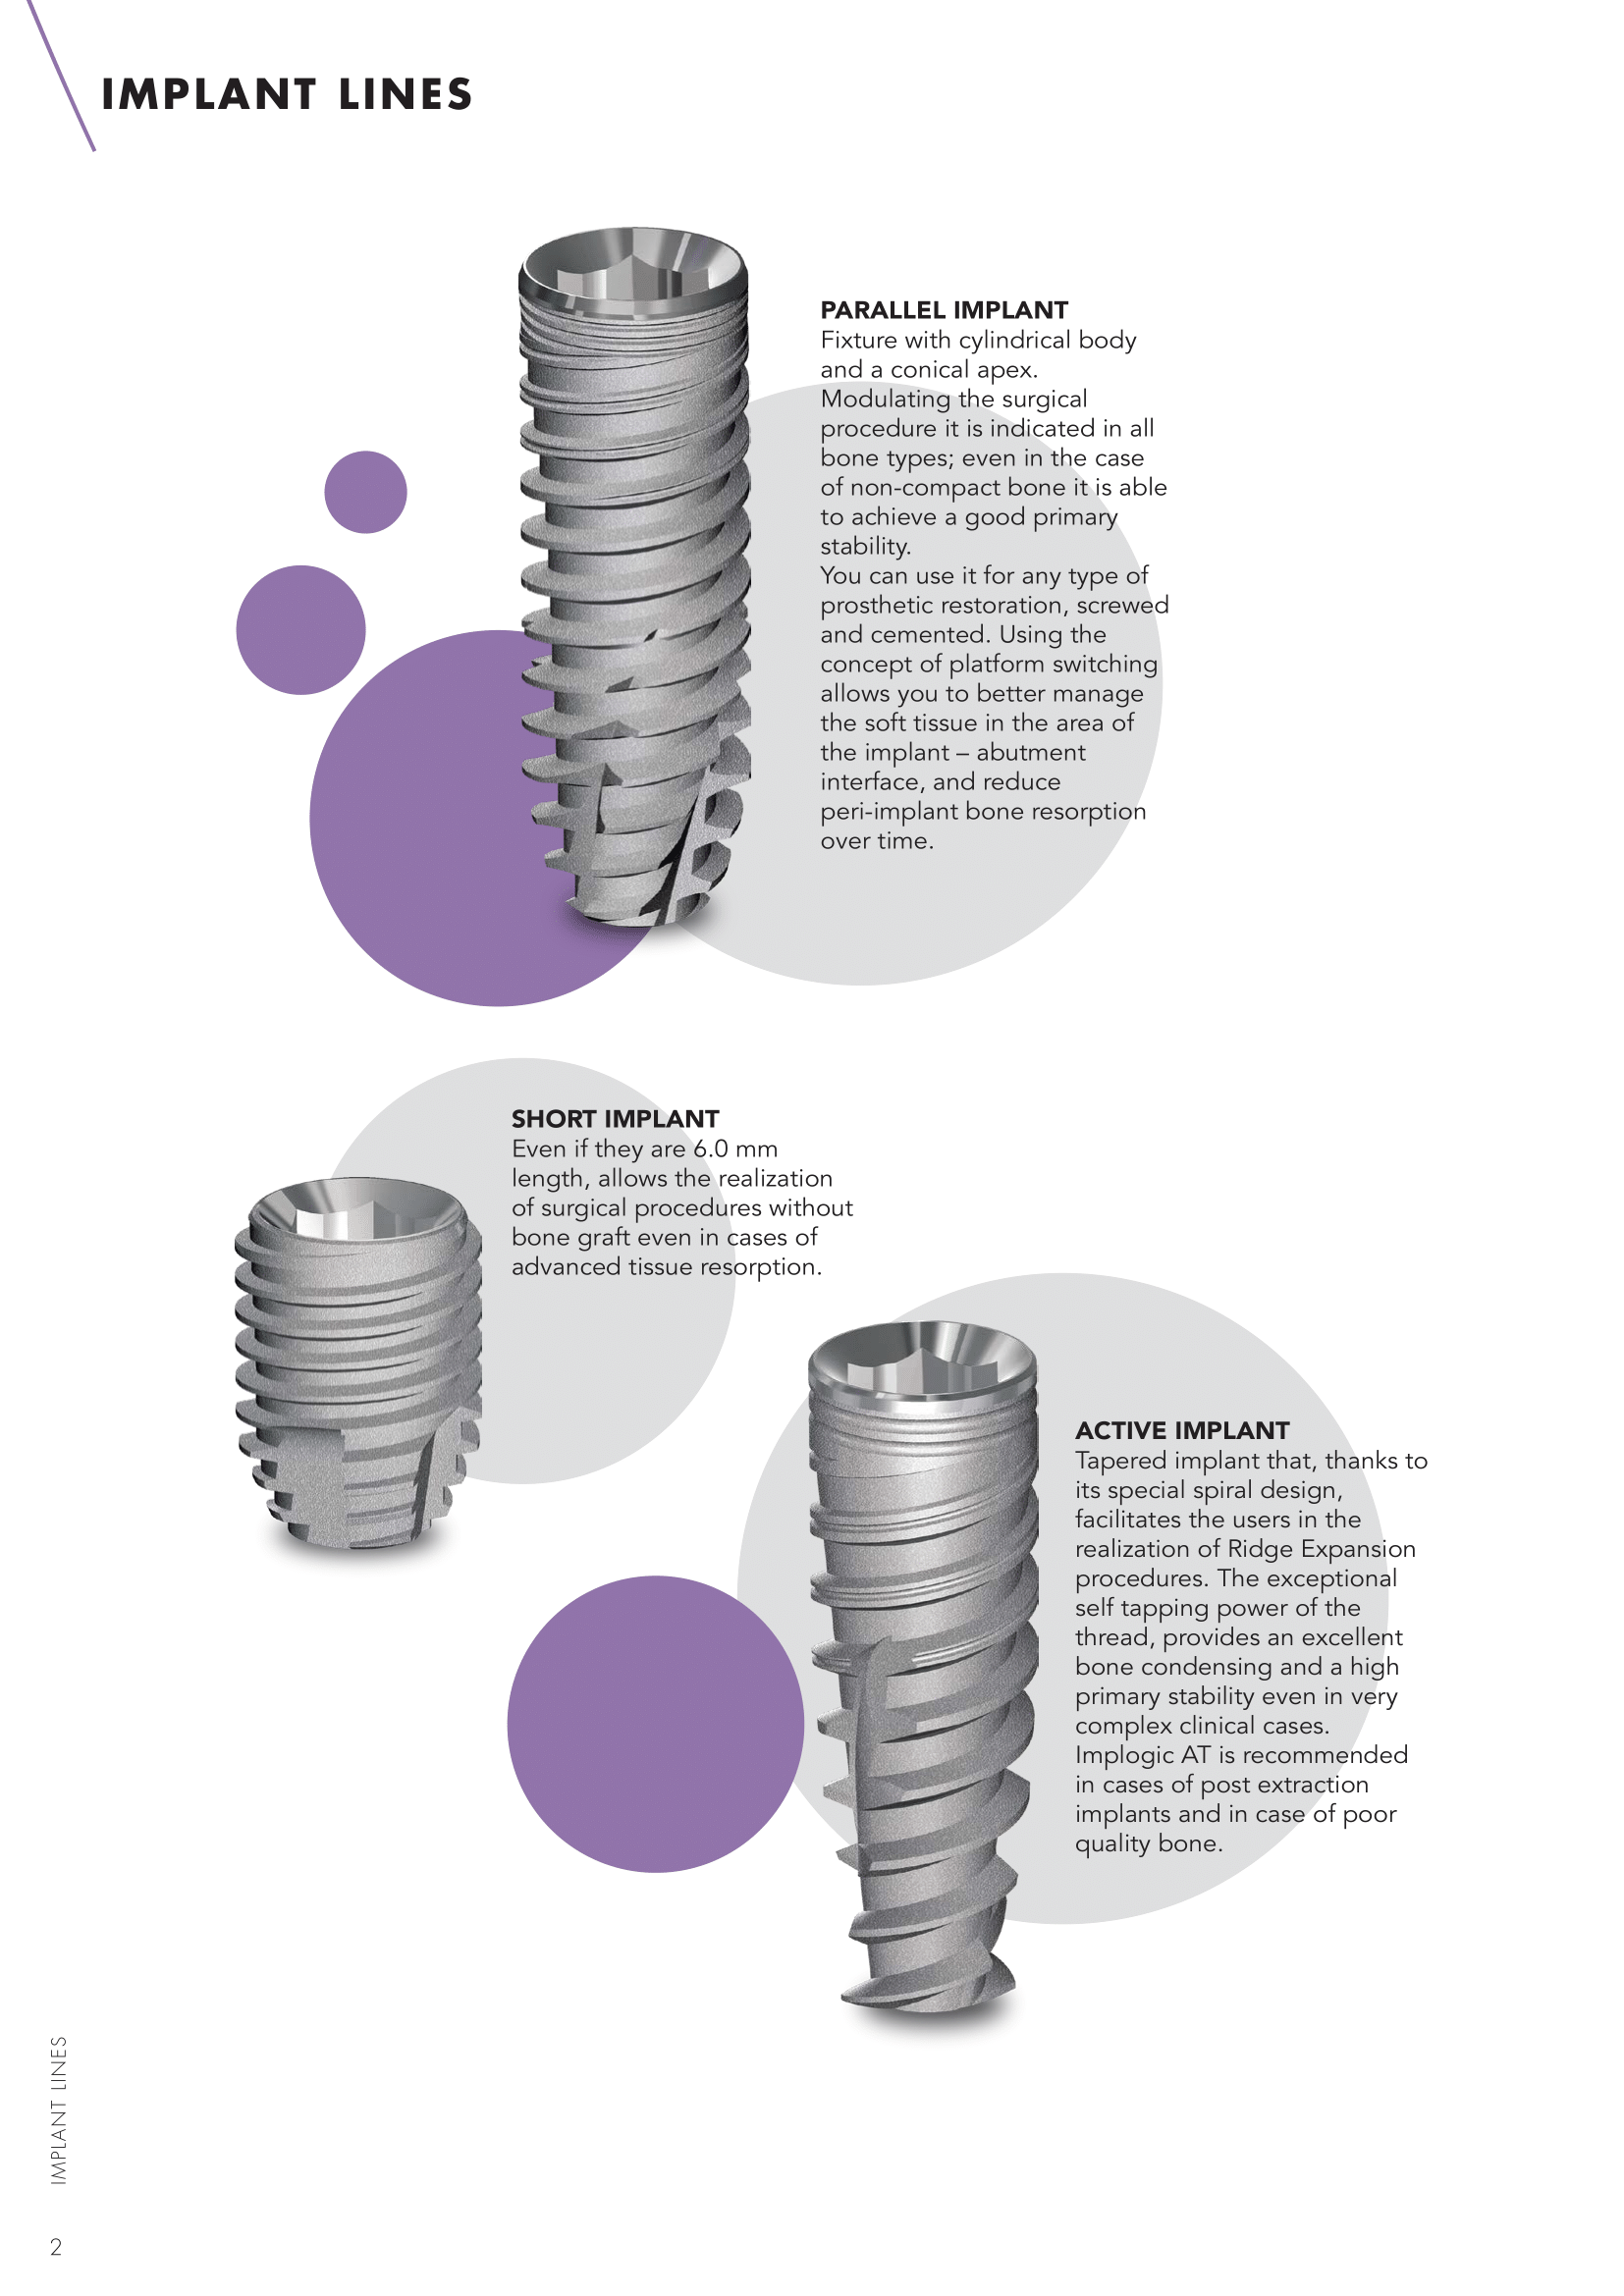 IMPLANT LINES
PARALLEL IMPLANT
Fixture with cylindrical body
and a conical apex.
Modulating the surgical
procedure it is indicated in all
bone types; even in the case
of non-compact bone it is able
to achieve a good primary
stability.
You can use it for any type of
prosthetic restoration, screwed
and cemented. Using the
concept of platform switching
allows you to better manage
the soft tissue in the area of
the implant – abutment
interface, and reduce
peri-implant bone resorption
over time.
SHORT IMPLANT
Even if they are 6.0 mm
length, allows the realization
of surgical procedures without
bone graft even in cases of
advanced tissue resorption.
ACTIVE IMPLANT
Tapered implant that, thanks to
its special spiral design,
facilitates the users in the
realization of Ridge Expansion
procedures. The exceptional
self tapping power of the
thread, provides an excellent
bone condensing and a high
primary stability even in very
complex clinical cases.
Implogic AT is recommended
in cases of post extraction
implants and in case of poor
quality bone.
IMPLANT LINES
2